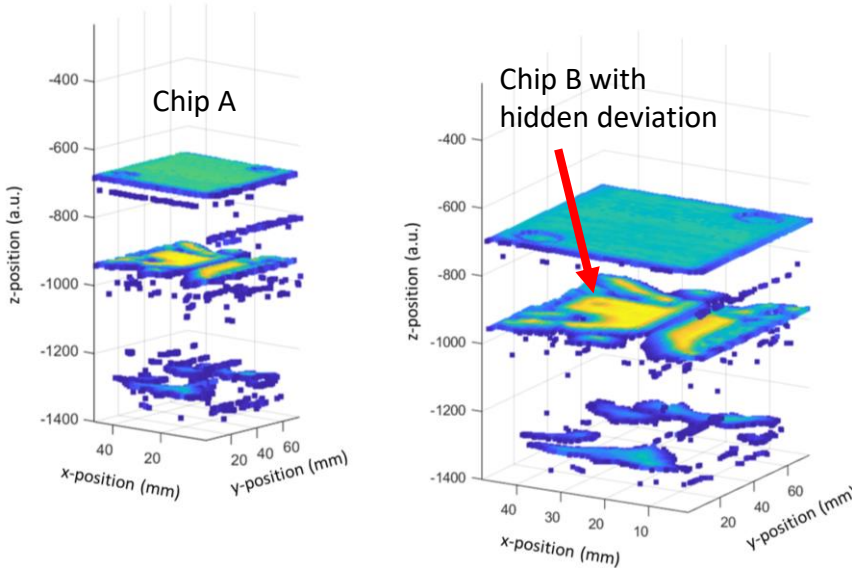 Chip A
z-position (a.u.)
-400
-600
-800
-1000
-1200
-1400
40
20
x-position (mm)
20
40
60
y-position (mm)
Chip B with
hidden deviation
z-position (a.u.)
-400
-600
-800
-1000
-1200
-1400
40
30
20
10
x-position (mm)
20
40
60
y-position (mm)